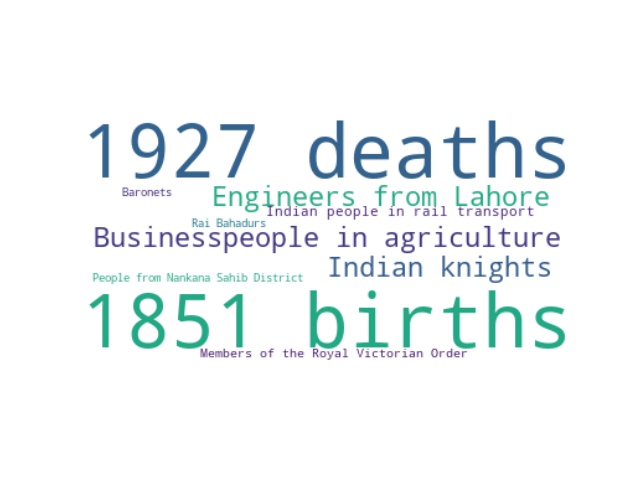 1927 deaths
Baronets
Engineers from Lahore
Indian people in rail transport
Rai Bahadurs
Businesspeople in agriculture
Indian knights
People from Nankana Sahib District
1851 births
Members of the Royal Victorian Order